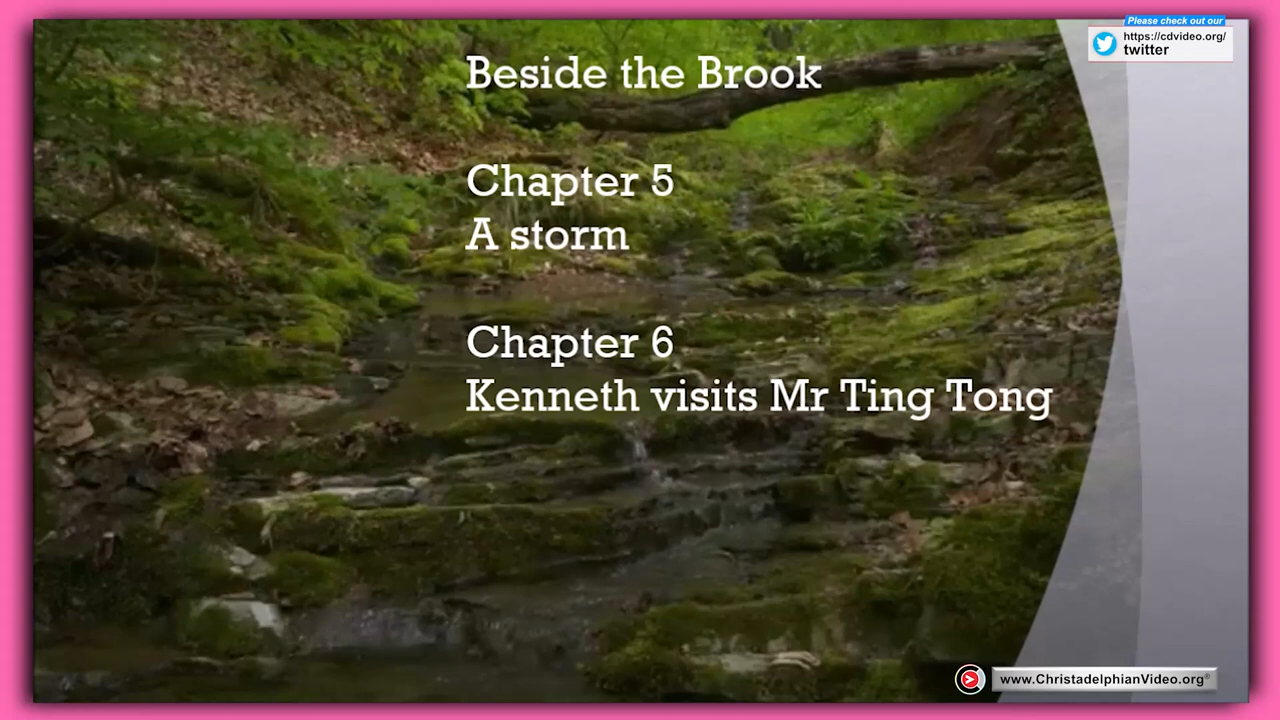 Please check out our
https://cdvideo.org/
twitter
Beside the Brook
Chapter 5
A storm
Chapter 6
Kenneth visits Mr Ting Tong
www.ChristadelphianVideo.org®